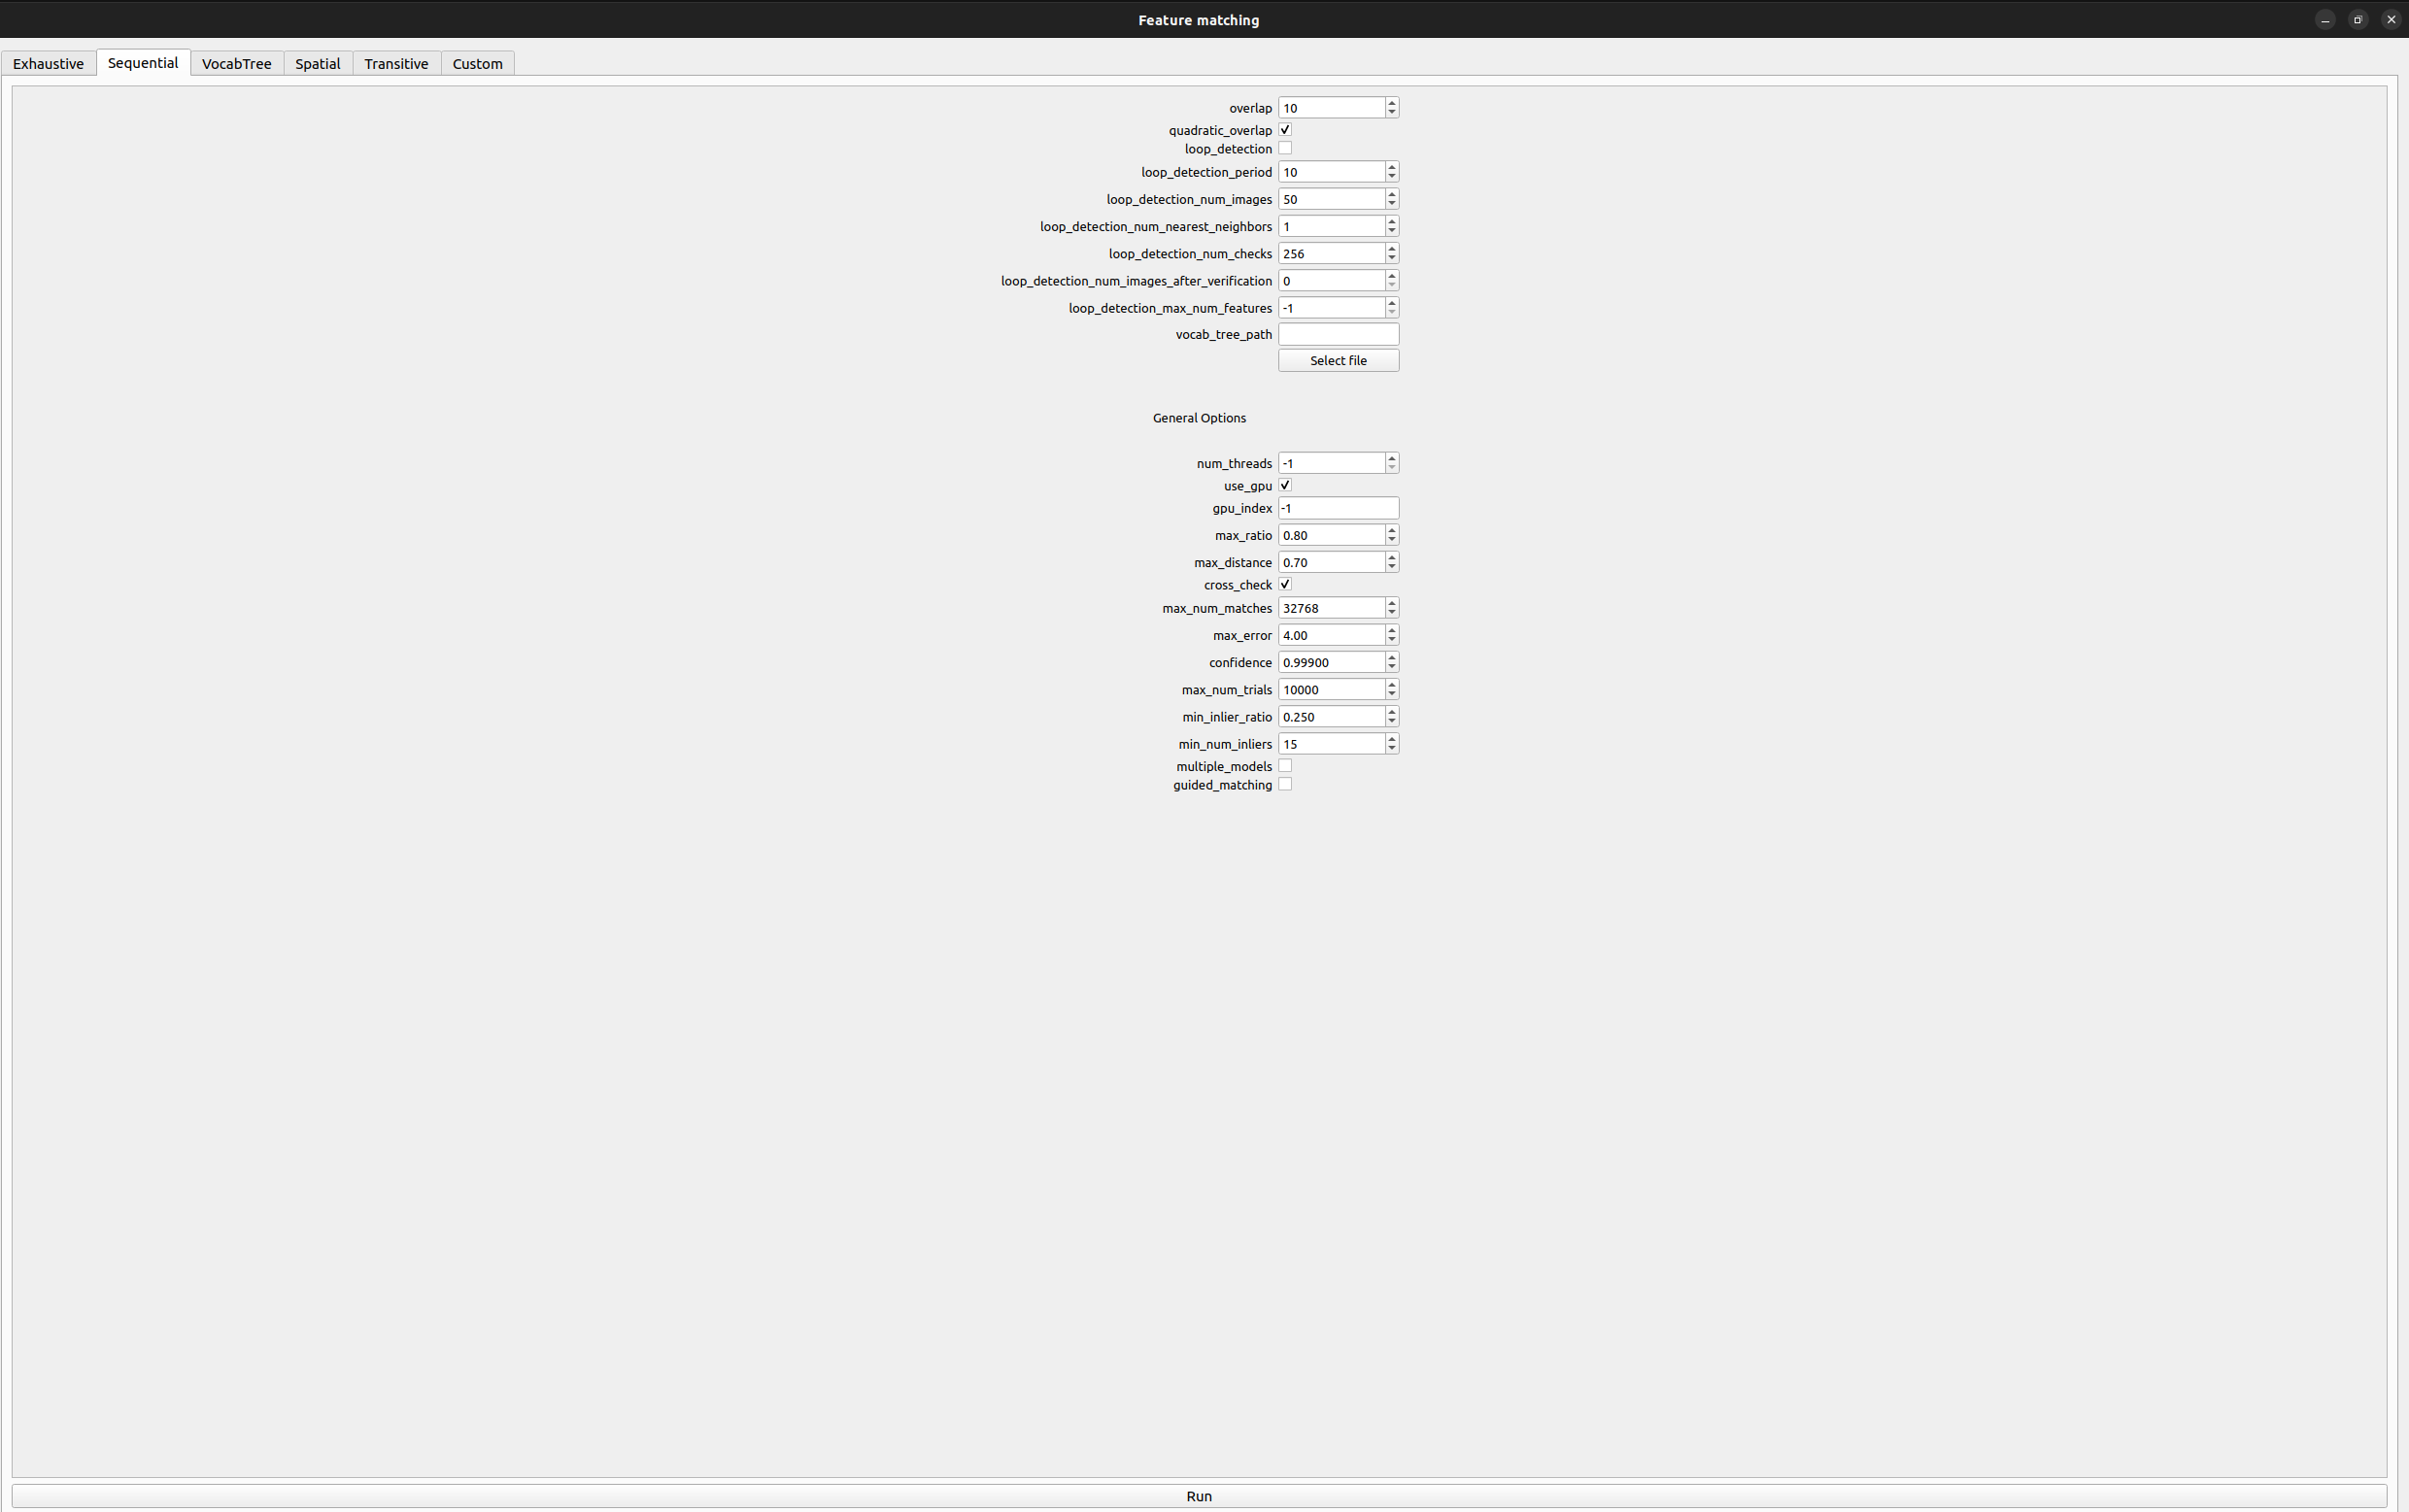 Feature matching
Exhaustive Sequential VocabTree Spatial Transitive Custom
overlap 10
quadratic_overlap
loop_detection
loop_detection_period 10
loop_detection_num_images 50
loop_detection_num_nearest_neighbors 1
loop_detection_num_checks 256
loop_detection_num_images_after_verification 0
loop_detection_max_num_features -1
vocab_tree_path
Select file
General Options
num_threads -1
use_gpu
gpu_index -1
max_ratio 0.80
max_distance 0.70
cross_check
max_num_matches 32768
max_error 4.00
confidence 0.99900
max_num_trials 10000
min_inlier_ratio 0.250
min_num_inliers 15
multiple_models
guided_matching
Run